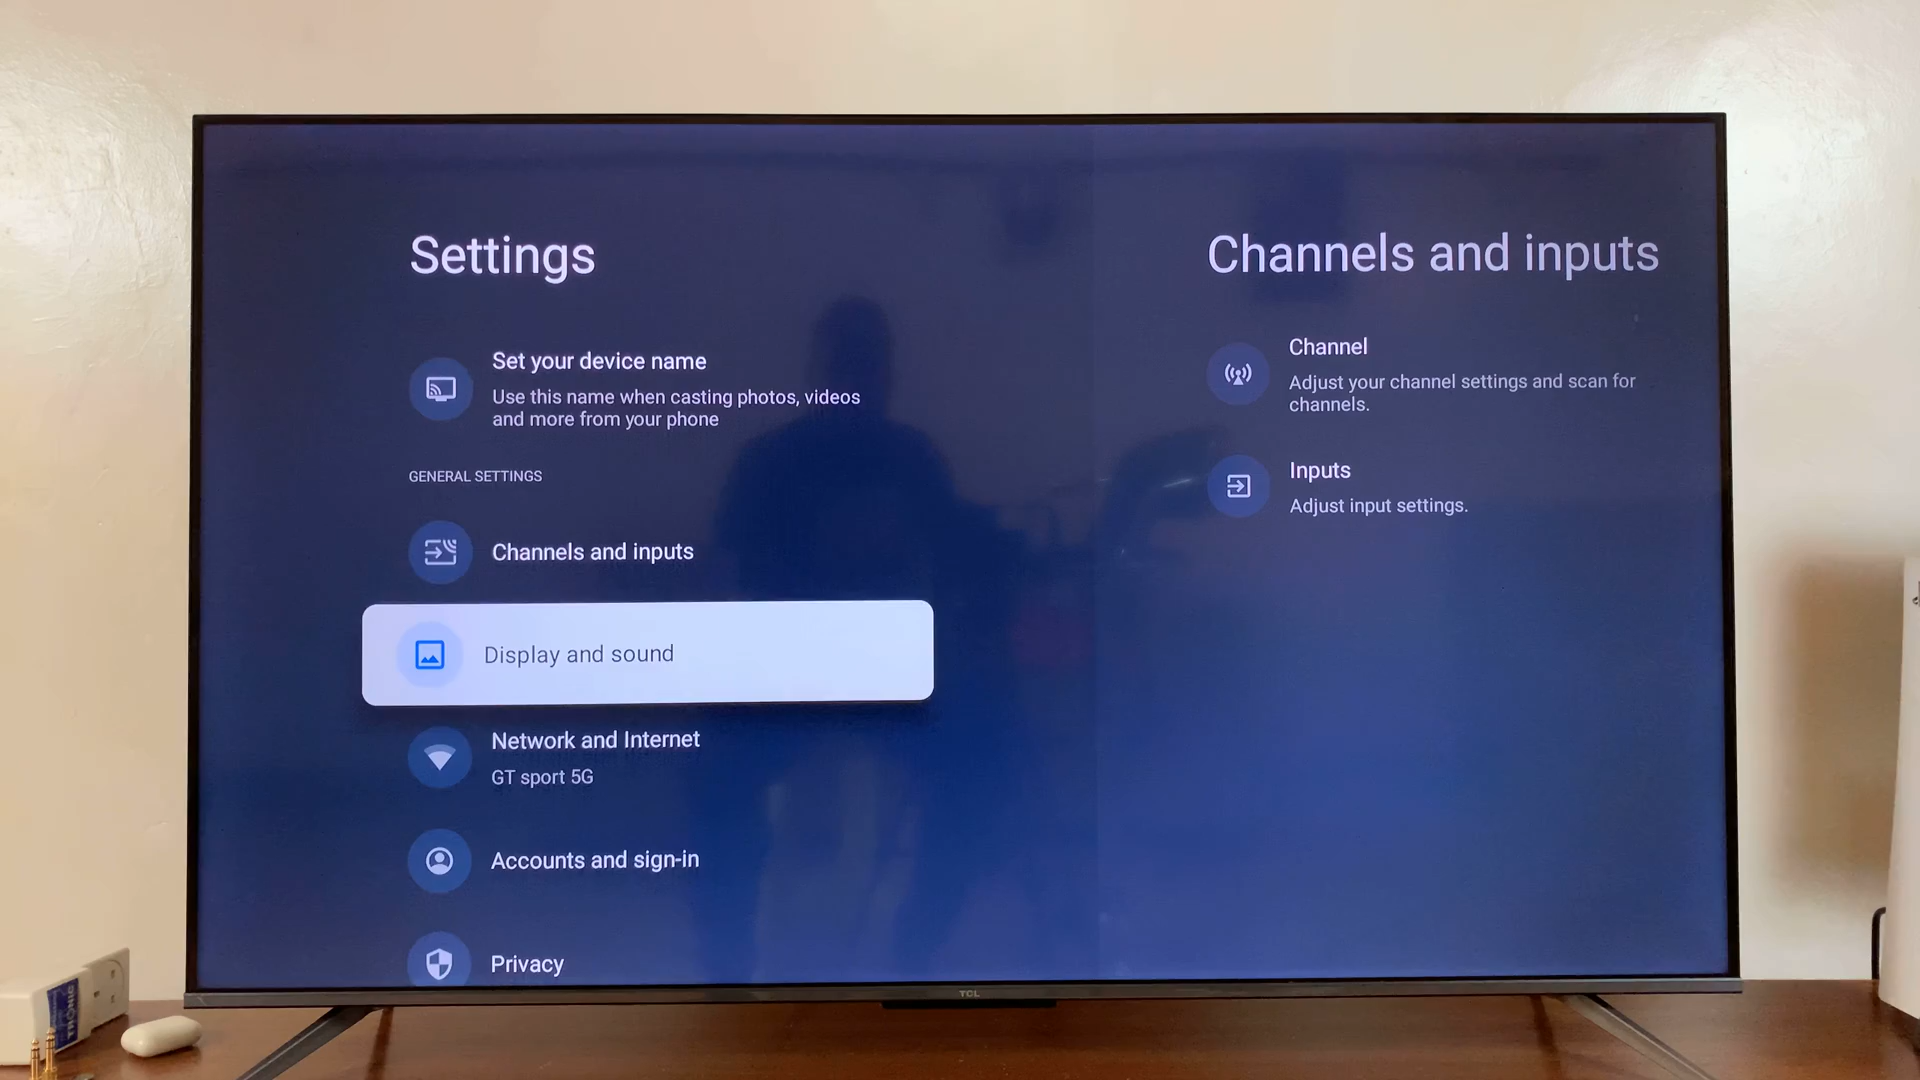 Settings
Set your device name
Use this name when casting photos, videos
and more from your phone
GENERAL SETTINGS
Channels and inputs
Display and sound
Network and Internet
GT sport 5G
Accounts and sign-in
Privacy
Channels and inputs
Channel
Adjust your channel settings and scan for
channels.
Inputs
Adjust input settings.
TCL
TRONIC